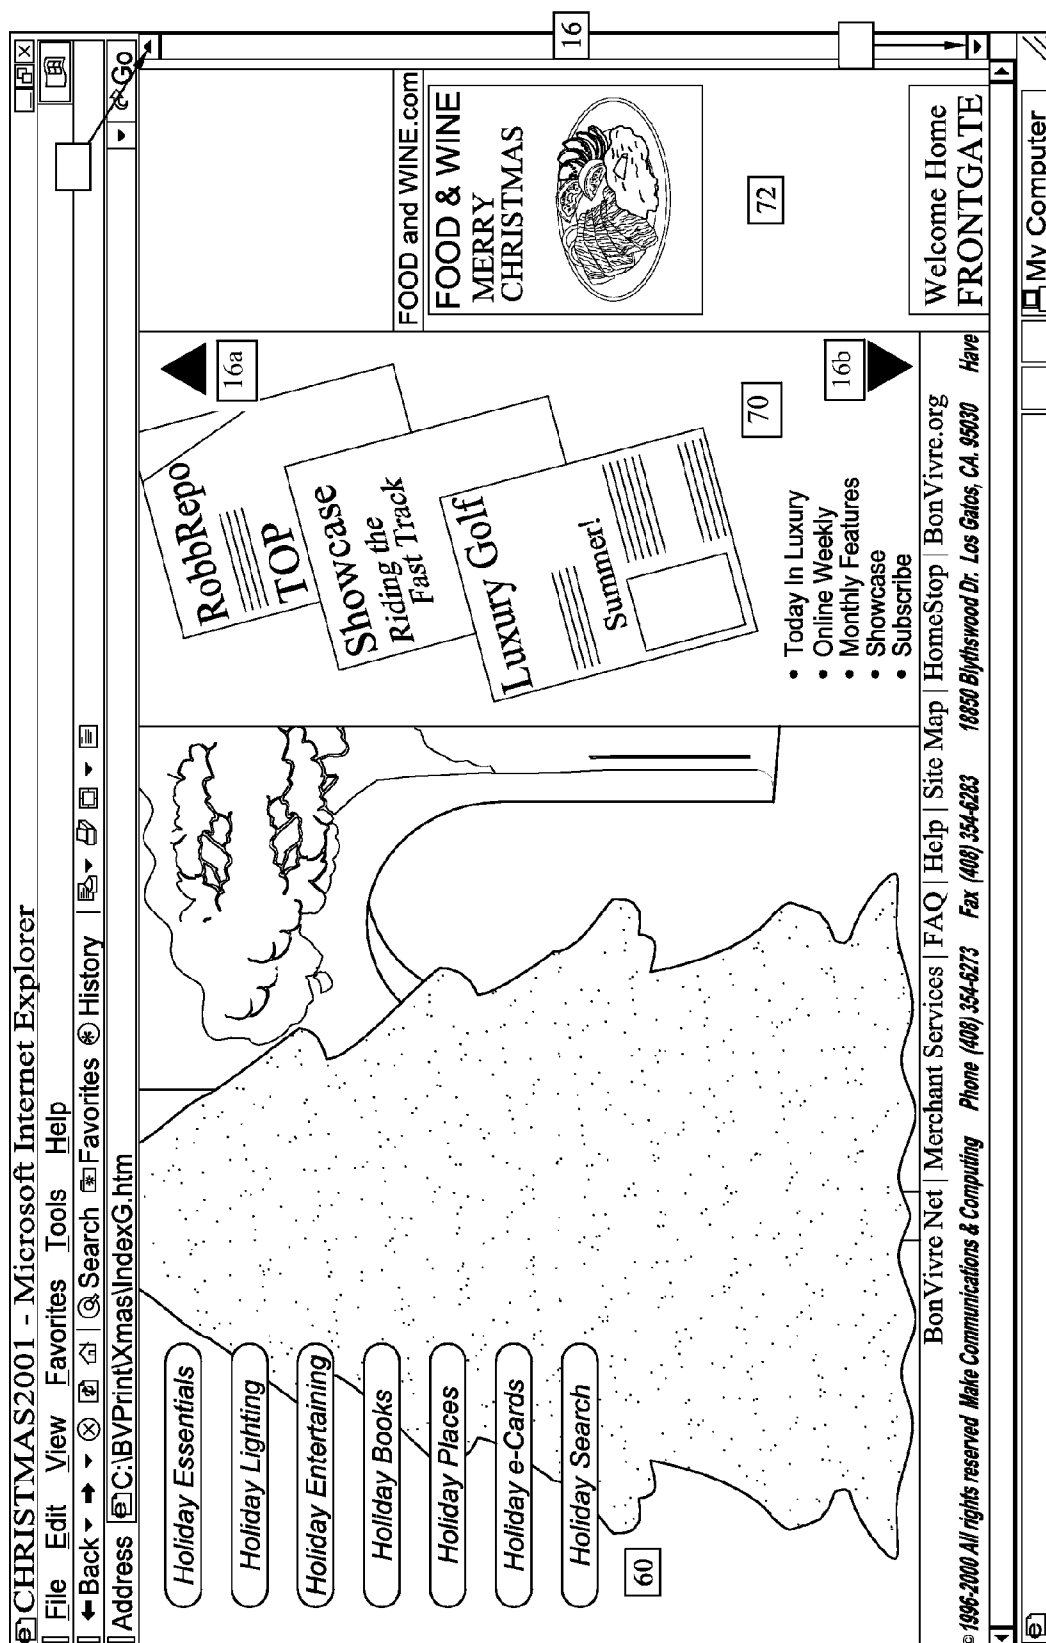 CHRISTMAS2001 - Microsoft Internet Explorer
File Edit View Favorites Tools Help
Back Search Favorites History
Address C:\BVPrint\Xmas\IndexG.htm Go
Holiday Essentials
Holiday Lighting
Holiday Entertaining
Holiday Books
Holiday Places
Holiday e-Cards
Holiday Search
60
RobbRepo
TOP
Showcase
Riding the
Fast Track
Luxury Golf
Summer!
16a
70
• Today In Luxury
• Online Weekly
• Monthly Features
• Showcase
• Subscribe
16b
FOOD and WINE.com
FOOD & WINE
MERRY
CHRISTMAS
72
Welcome Home
FRONTGATE
16
BonVivre Net | Merchant Services | FAQ | Help | Site Map | HomeStop | BonVivre.org
© 1996-2000 All rights reserved Make Communications & Computing Phone (408) 354-6273 Fax (408) 354-6283 18850 Blythswood Dr. Los Gatos, CA. 95030 Have
My Computer